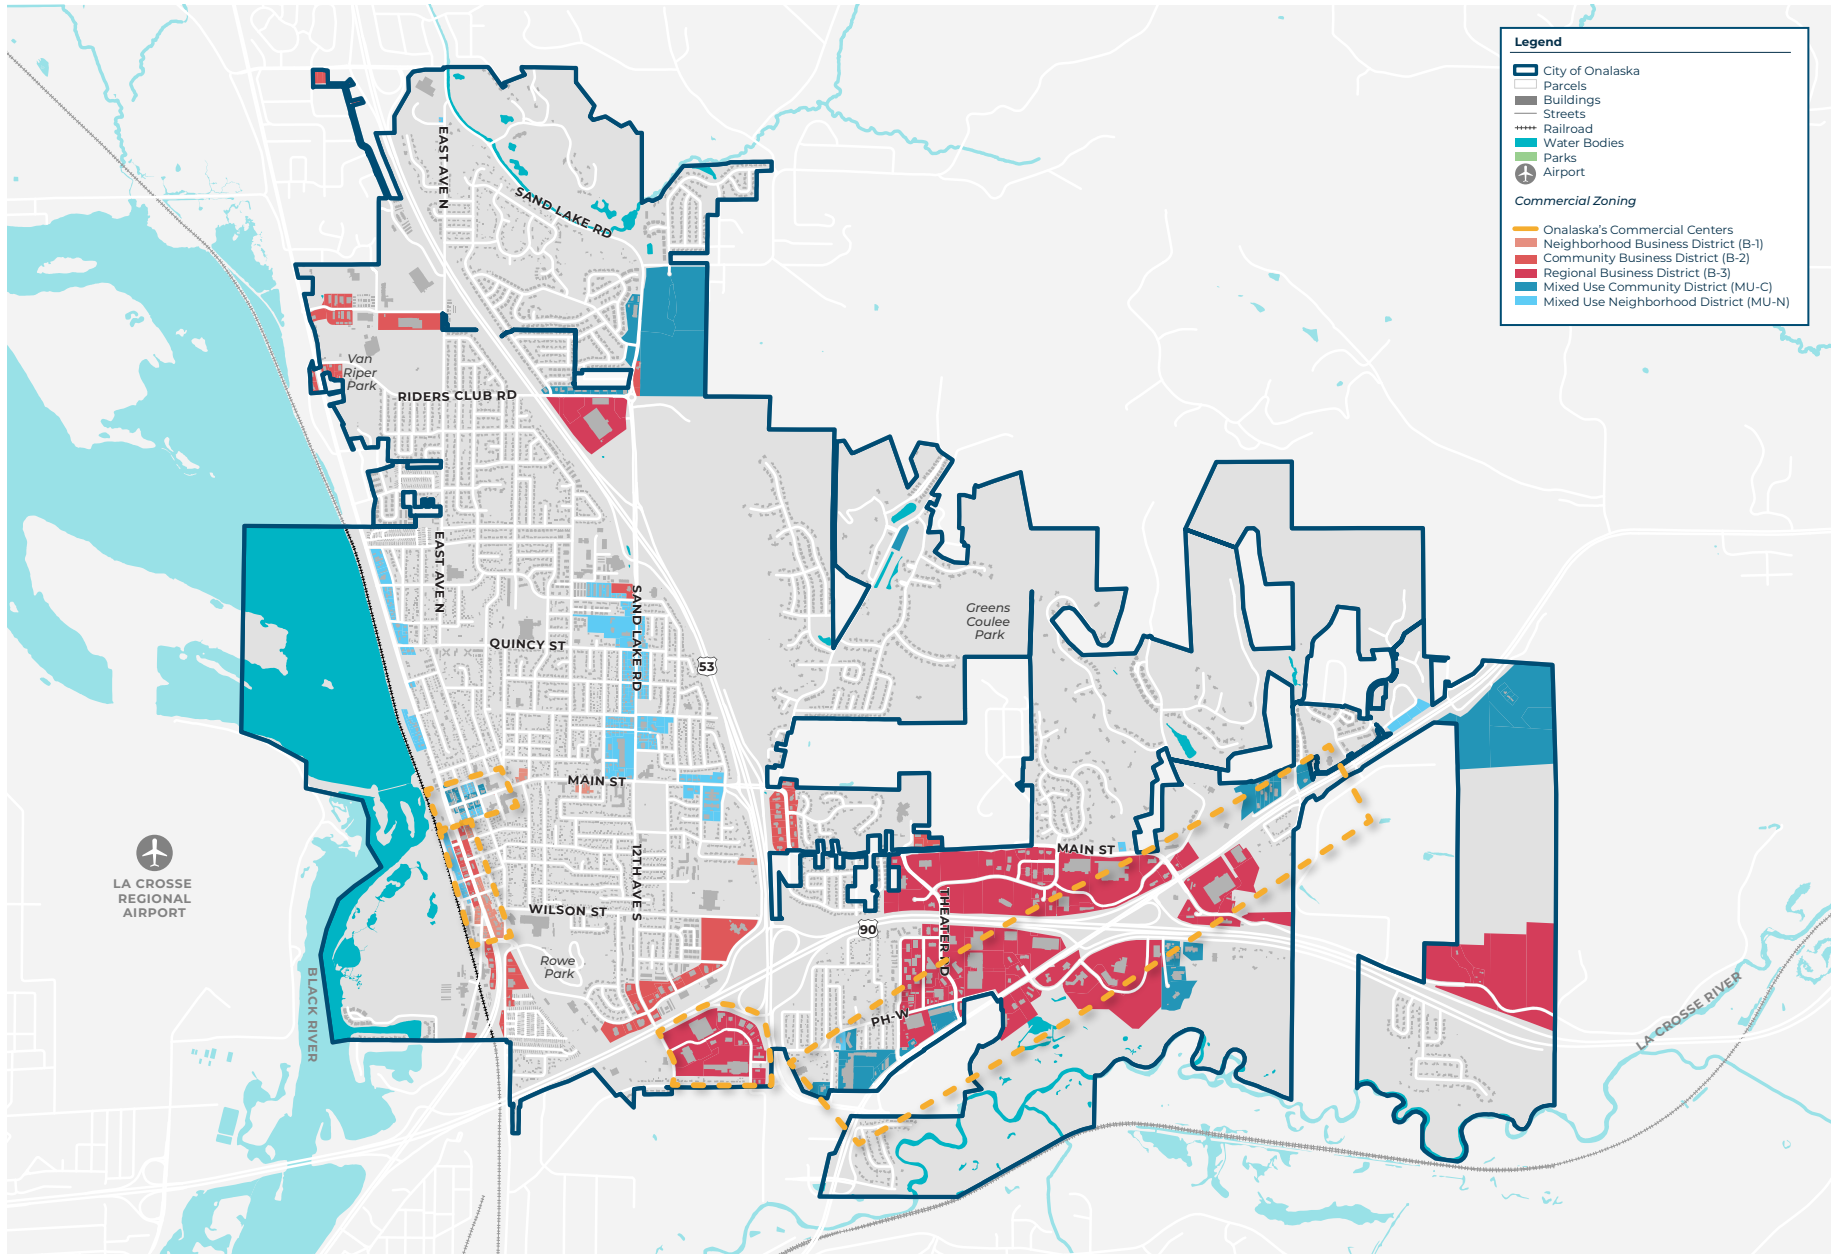 Legend
City of Onalaska
Parcels
Buildings
Streets
Railroad
Water Bodies
Parks
Airport
Commercial Zoning
Onalaska's Commercial Centers
Neighborhood Business District (B-1)
Community Business District (B-2)
Regional Business District (B-3)
Mixed Use Community District (MU-C)
Mixed Use Neighborhood District (MU-N)
EAST AVE N
SAND LAKE RD
Van
Riper
Park
RIDERS CLUB RD
EAST AVE N
SAND LAKE RD
QUINCY ST
53
Greens
Coulee
Park
MAIN ST
MAIN ST
12TH AVE S
LA CROSSE
REGIONAL
AIRPORT
WILSON ST
THEATER RD
90
Rowe
Park
PH-W
BLACK RIVER
LA CROSSE RIVER